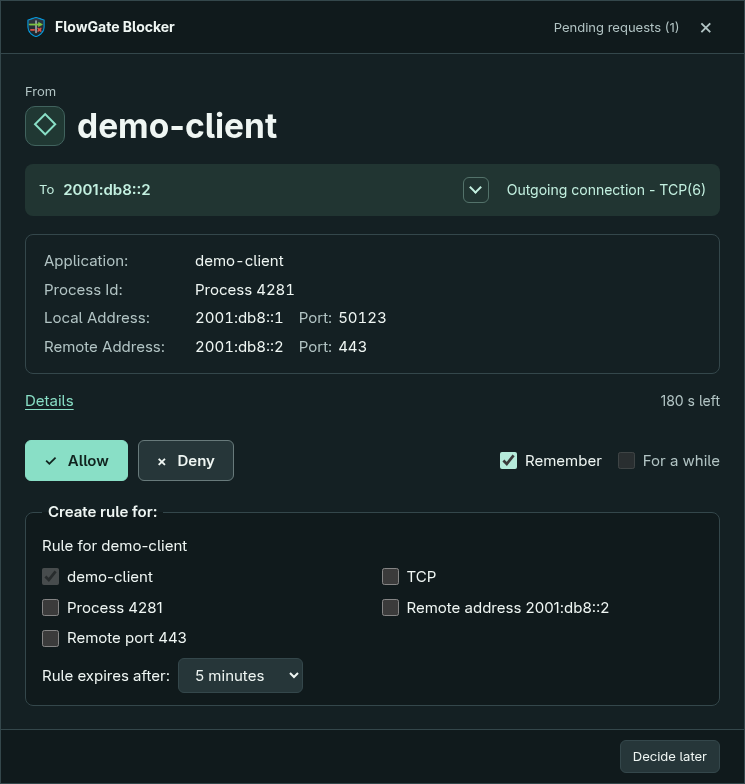 FlowGate Blocker
Pending requests (1)
From
demo-client
To 2001:db8::2
Outgoing connection - TCP(6)
Application: demo-client
Process Id: Process 4281
Local Address: 2001:db8::1 Port: 50123
Remote Address: 2001:db8::2 Port: 443
Details
180 s left
Allow
Deny
Remember
For a while
Create rule for:
Rule for demo-client
demo-client
TCP
Process 4281
Remote address 2001:db8::2
Remote port 443
Rule expires after: 5 minutes
Decide later